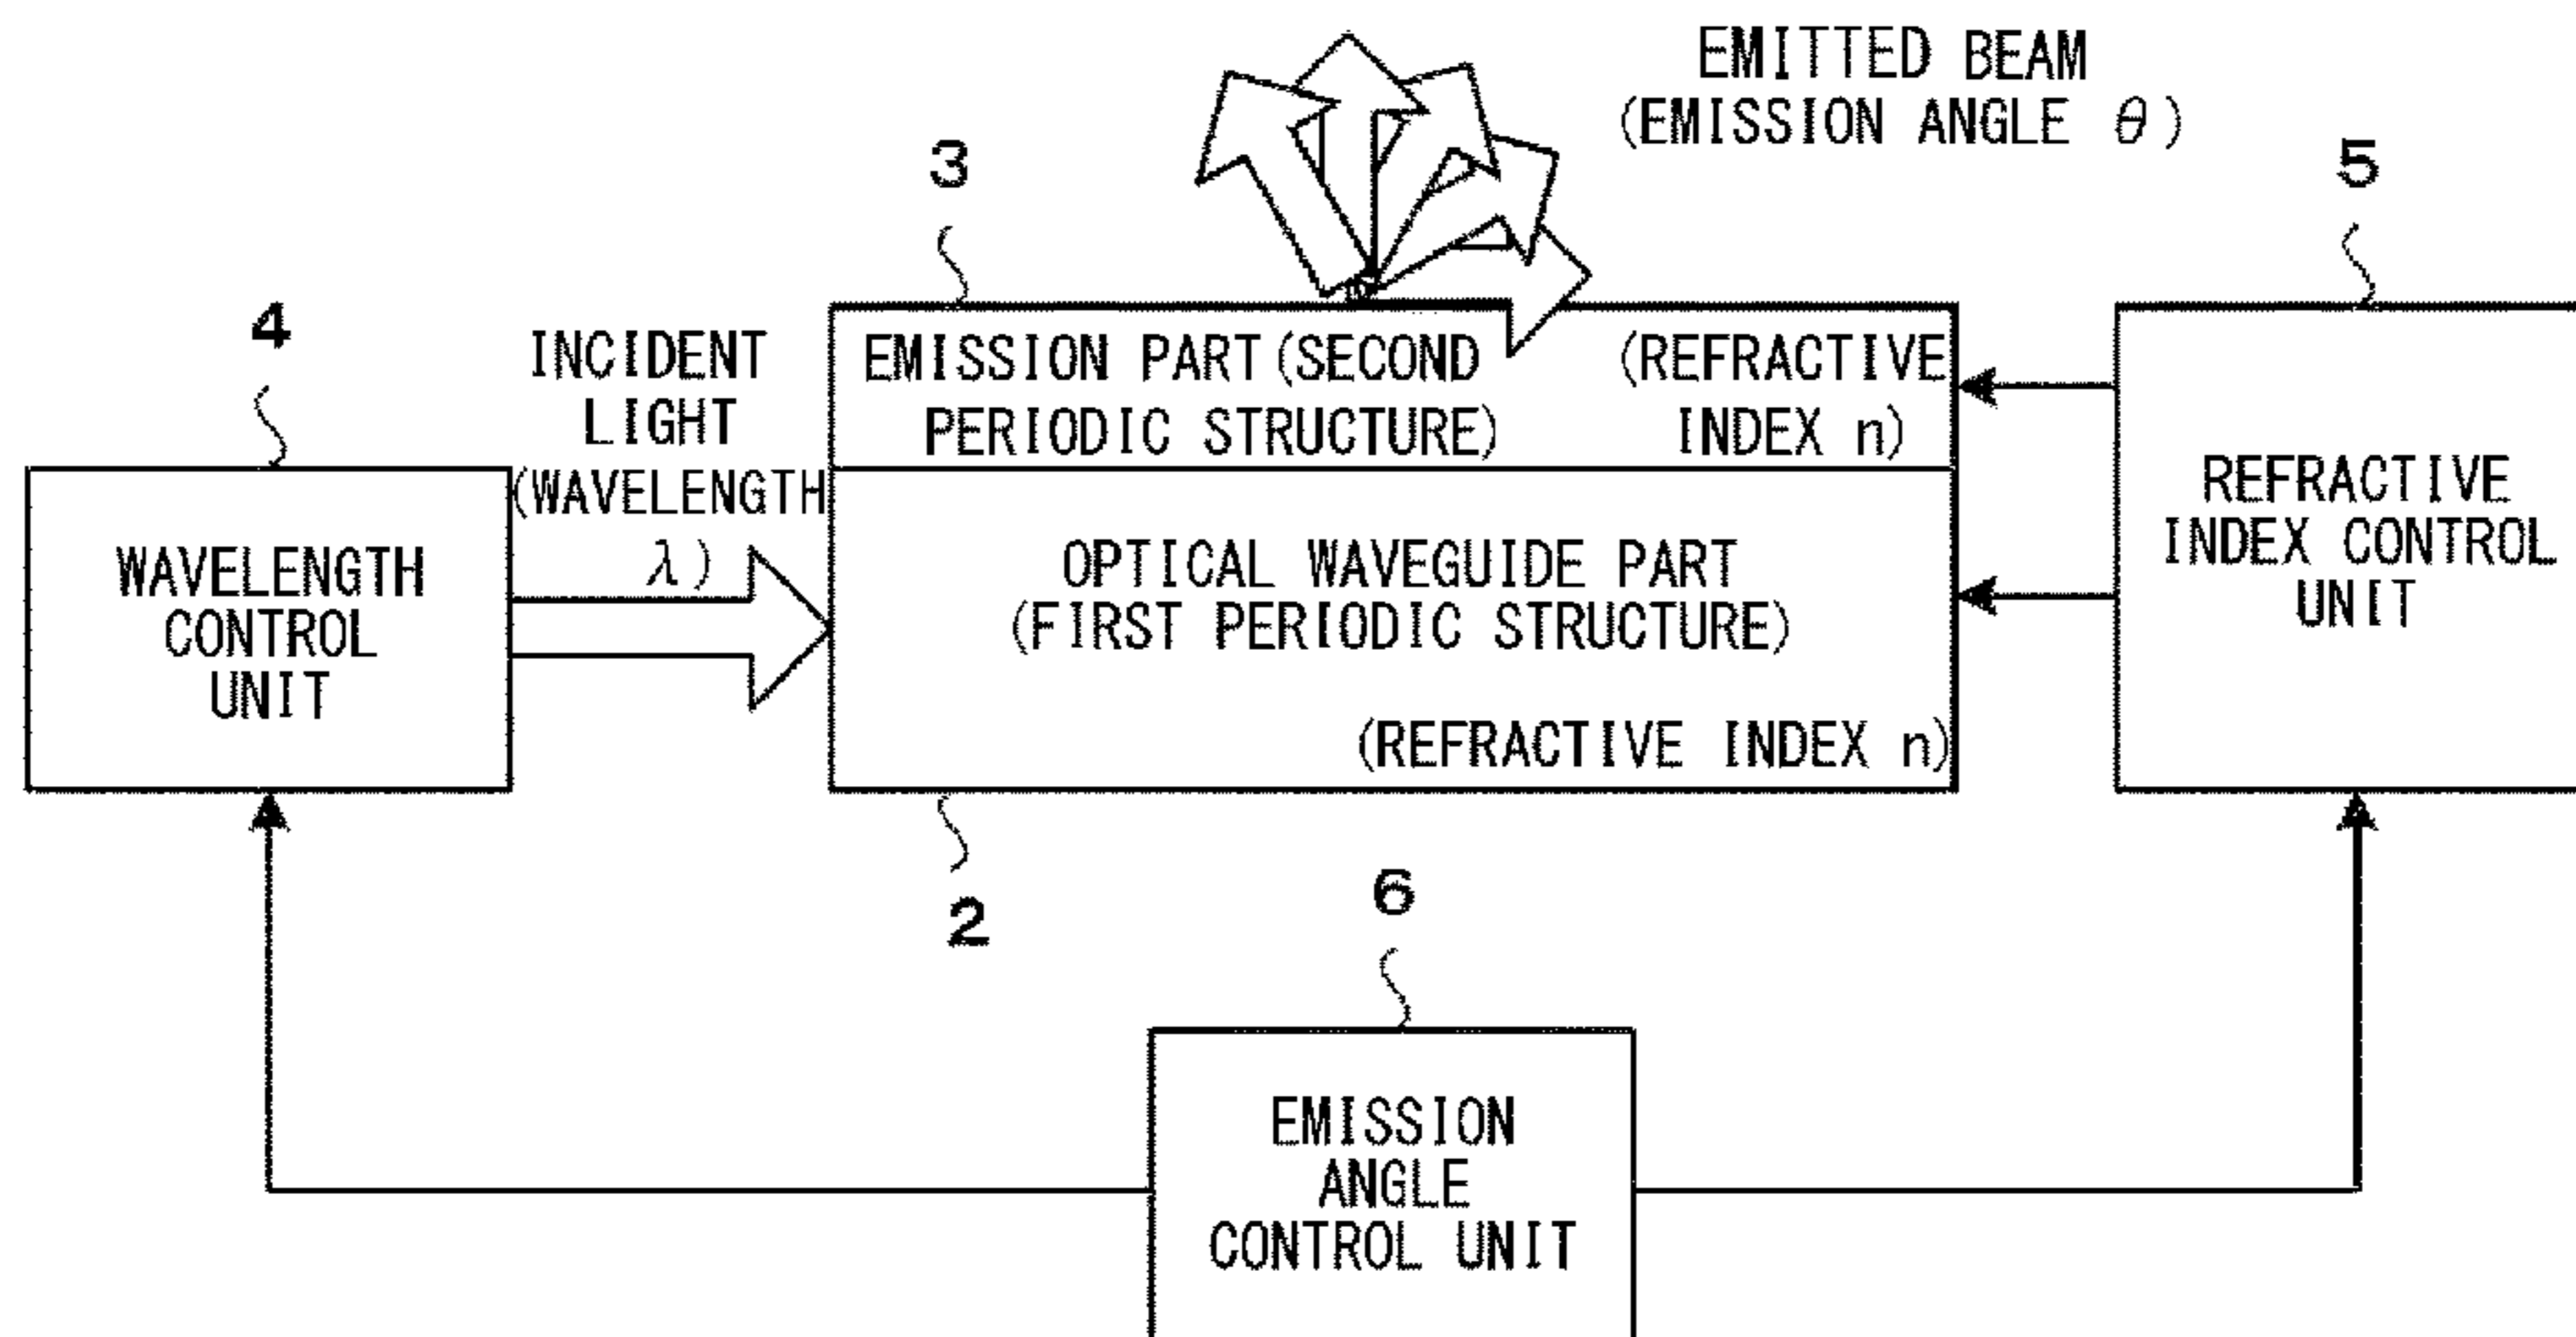 EMITTED BEAM
(EMISSION ANGLE θ)
3
5
4
INCIDENT
LIGHT
(WAVELENGTH
λ)
EMISSION PART(SECOND
PERIODIC STRUCTURE)
(REFRACTIVE
INDEX n)
WAVELENGTH
CONTROL
UNIT
OPTICAL WAVEGUIDE PART
(FIRST PERIODIC STRUCTURE)
(REFRACTIVE INDEX n)
REFRACTIVE
INDEX CONTROL
UNIT
2
6
EMISSION
ANGLE
CONTROL UNIT